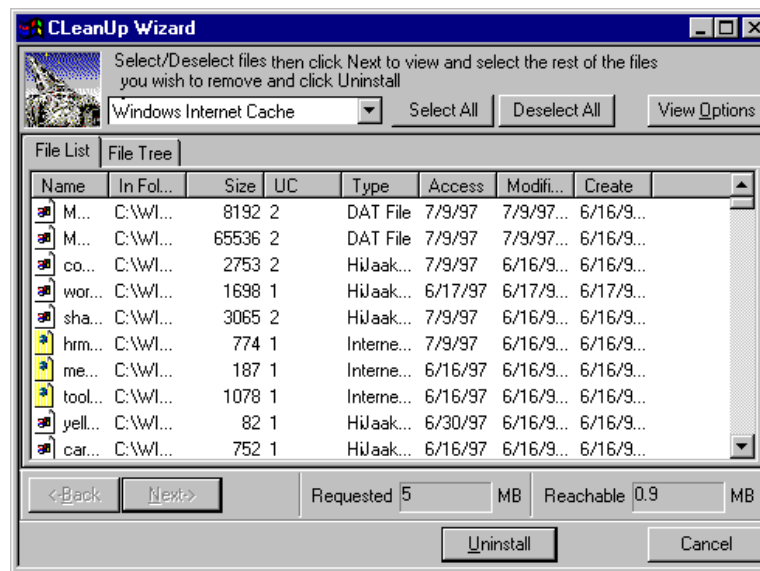 CLeanUp Wizard
Select/Deselect files then click Next to view and select the rest of the files
you wish to remove and click Uninstall
Windows Internet Cache Select All Deselect All View Options
File List File Tree
Name In Fol... Size UC Type Access Modifi... Create
M... C:\WI... 8192 2 DAT File 7/9/97 7/9/97... 6/16/9...
M... C:\WI... 65536 2 DAT File 7/9/97 7/9/97... 6/16/9...
co... C:\WI... 2753 2 HiJaak... 7/9/97 6/16/9... 6/16/9...
wor... C:\WI... 1698 1 HiJaak... 6/17/97 6/17/9... 6/17/9...
sha... C:\WI... 3065 2 HiJaak... 7/9/97 6/16/9... 6/16/9...
hrm... C:\WI... 774 1 Interne... 7/9/97 6/16/9... 6/16/9...
me... C:\WI... 187 1 Interne... 6/16/97 6/16/9... 6/16/9...
tool... C:\WI... 1078 1 Interne... 6/16/97 6/16/9... 6/16/9...
yell... C:\WI... 82 1 HiJaak... 6/30/97 6/16/9... 6/16/9...
car... C:\WI... 752 1 HiJaak... 6/16/97 6/16/9... 6/16/9...
<-Back Next-> Requested 5 MB Reachable 0.9 MB
Uninstall Cancel